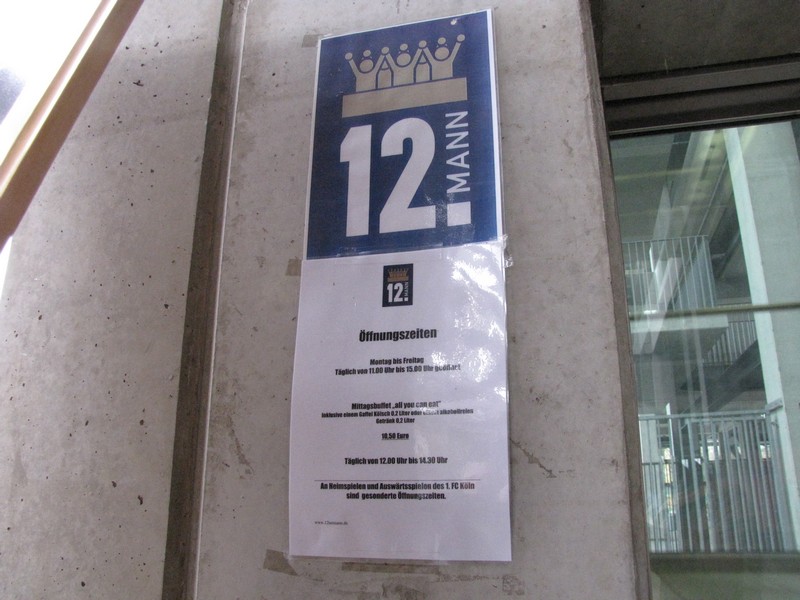 12.
MANN
12.
MANN
Öffnungszeiten
Montag bis Freitag
Täglich von 11.00 Uhr bis 15.00 Uhr geöffnet
Mittagsbuffet „all you can eat"
inklusive einem Gaffel Kölsch 0,2 Liter oder alkoholfreien
Getränk 0,2 Liter
10,50 Euro
Täglich von 12.00 Uhr bis 14.30 Uhr
An Heimspielen und Auswärtsspielen des 1. FC Köln
sind gesonderte Öffnungszeiten.